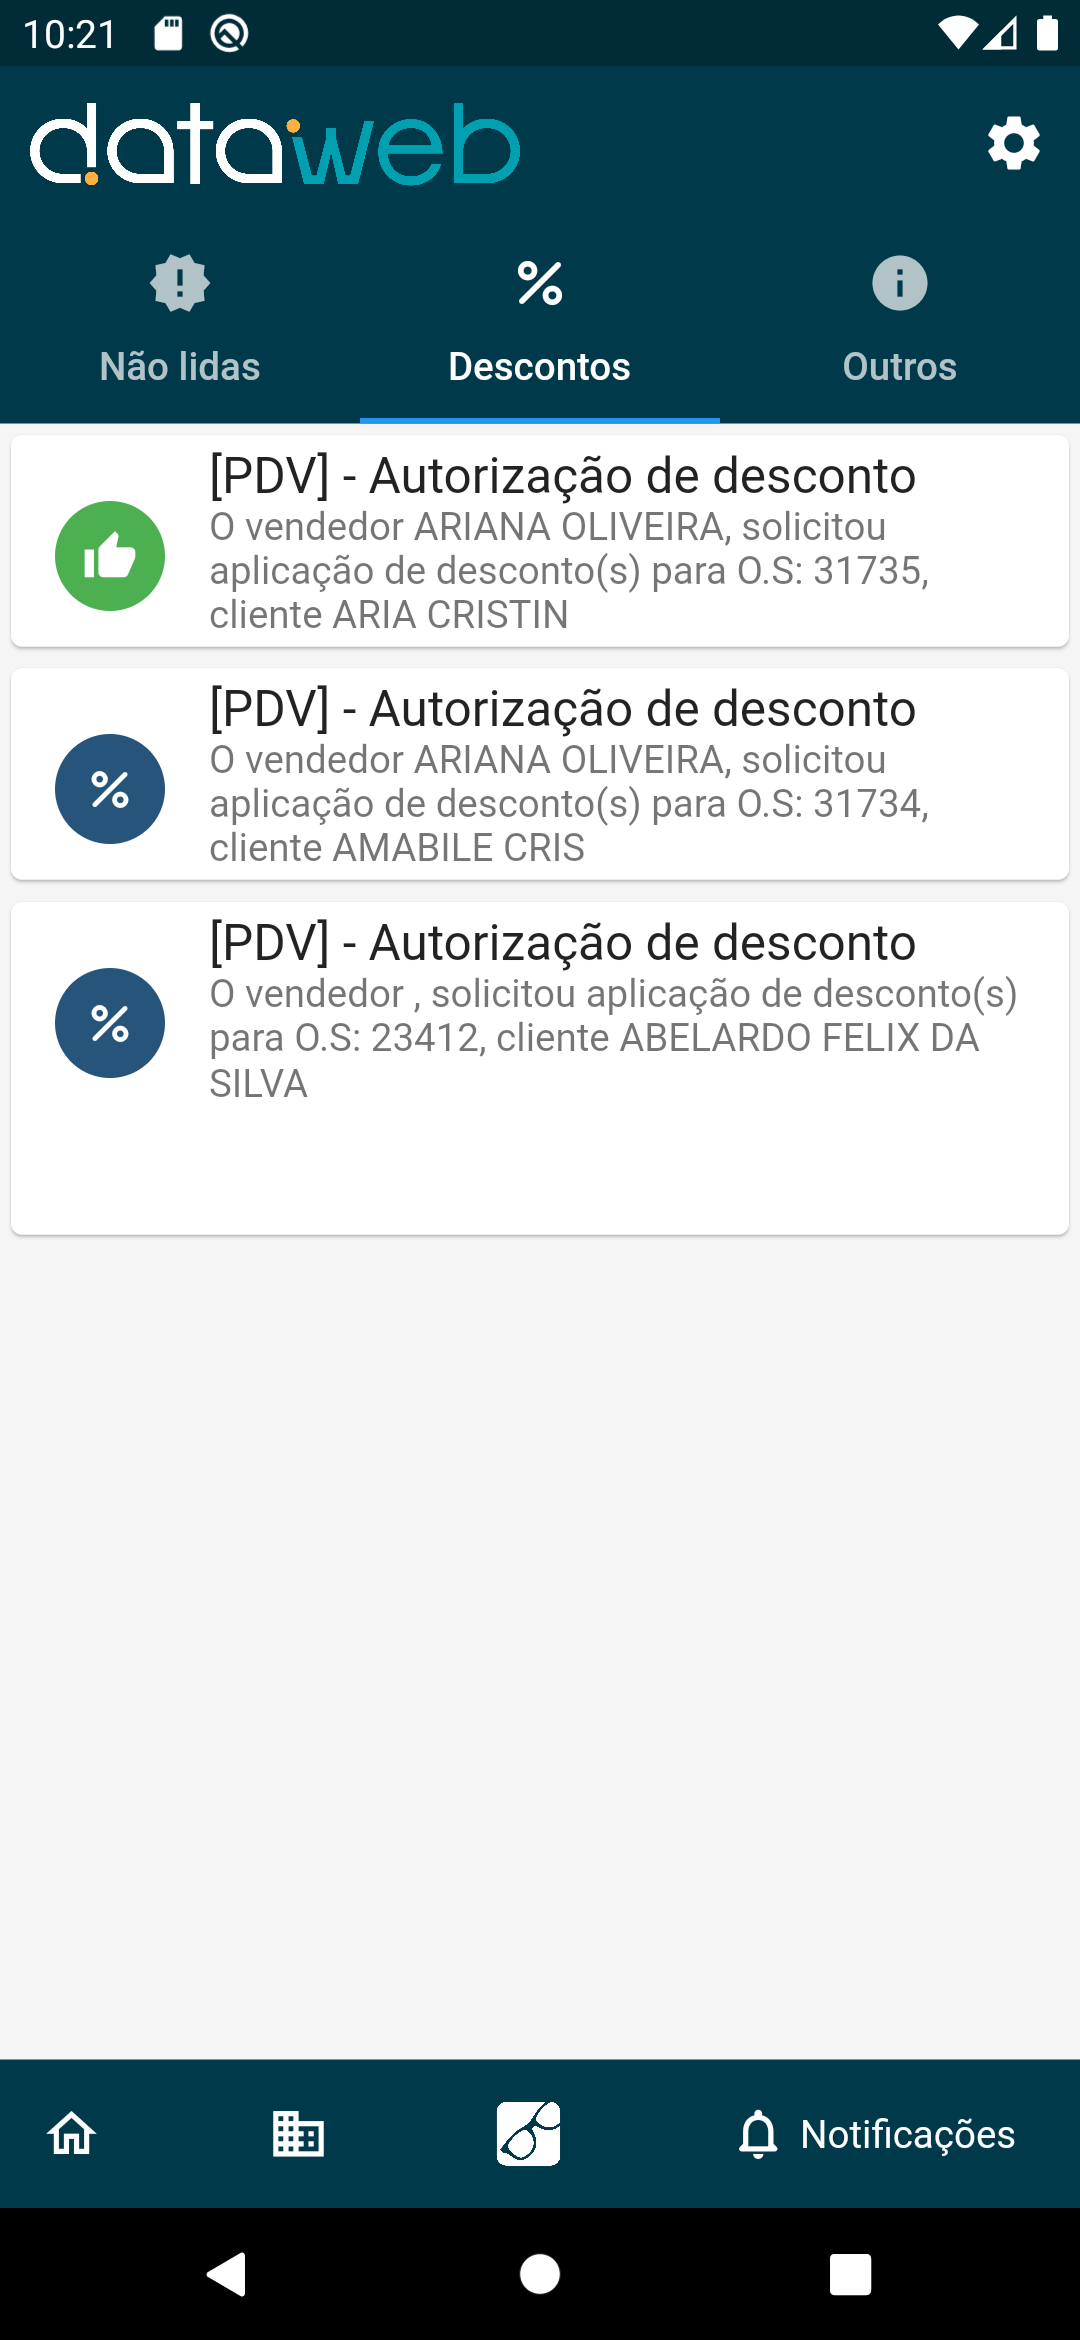 10:21
dataweb
Não lidas
Descontos
Outros
[PDV] - Autorização de desconto
O vendedor ARIANA OLIVEIRA, solicitou
aplicação de desconto(s) para O.S: 31735,
cliente ARIA CRISTIN
[PDV] - Autorização de desconto
O vendedor ARIANA OLIVEIRA, solicitou
aplicação de desconto(s) para O.S: 31734,
cliente AMABILE CRIS
[PDV] - Autorização de desconto
O vendedor , solicitou aplicação de desconto(s)
para O.S: 23412, cliente ABELARDO FELIX DA
SILVA
Notificações